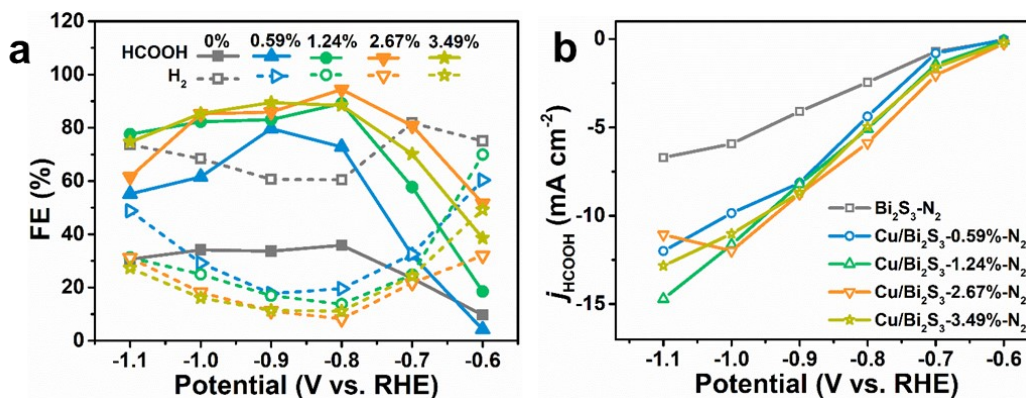 a
120
100
80
60
40
20
0
FE (%)
0% 0.59% 1.24% 2.67% 3.49%
HCOOH
H₂
-1.1 -1.0 -0.9 -0.8 -0.7 -0.6
Potential (V vs. RHE)
b
0
-5
-10
-15
j HCOOH (mA cm⁻²)
Bi₂S₃-N₂
Cu/Bi₂S₃-0.59%-N₂
Cu/Bi₂S₃-1.24%-N₂
Cu/Bi₂S₃-2.67%-N₂
Cu/Bi₂S₃-3.49%-N₂
-1.1 -1.0 -0.9 -0.8 -0.7 -0.6
Potential (V vs. RHE)